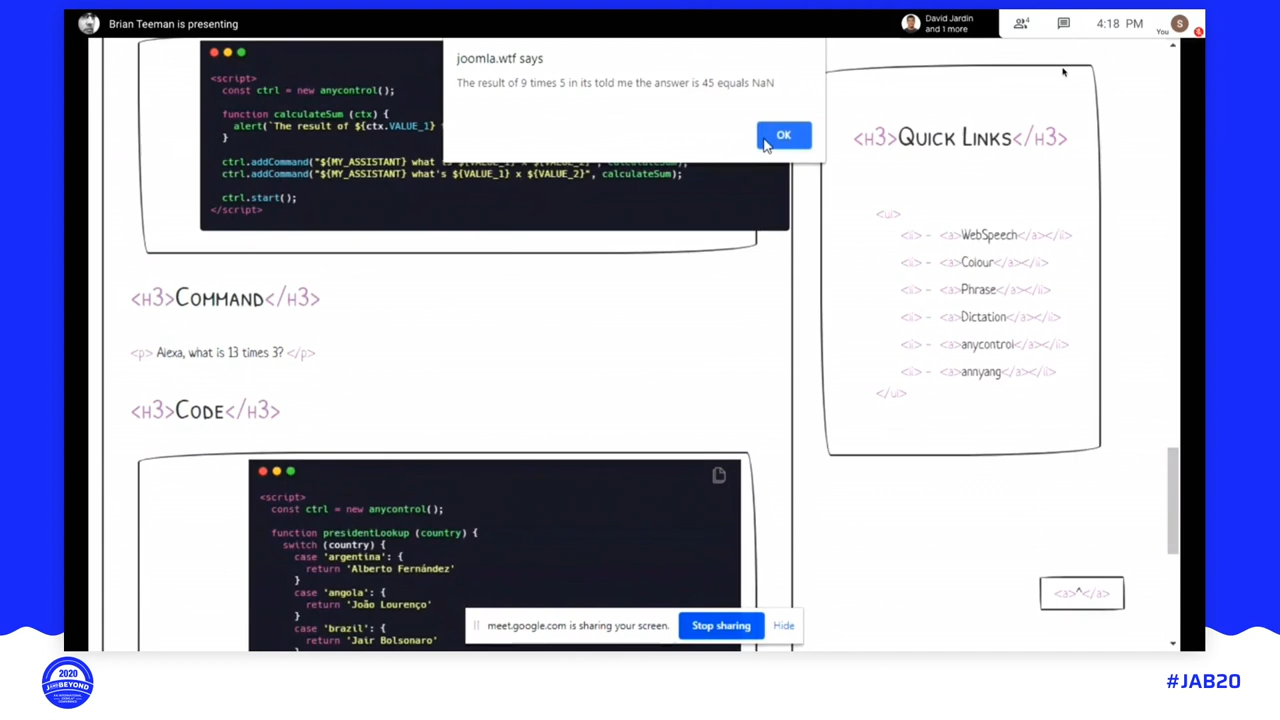 Brian Teeman is presenting
David Jardin
and 1 more
4
4:18 PM
You
S
joomla.wtf says
The result of 9 times 5 in its told me the answer is 45 equals NaN
OK
<script>
const ctrl = new anycontrol();
function calculateSum (ctx) {
alert(`The result of ${ctx.VALUE_1}
}
ctrl.addCommand("${MY_ASSISTANT} what is ${VALUE_1} x ${VALUE_2}", calculateSum);
ctrl.addCommand("${MY_ASSISTANT} what's ${VALUE_1} x ${VALUE_2}", calculateSum);
ctrl.start();
</script>
<h3>Command</h3>
<p> Alexa, what is 13 times 3? </p>
<h3>Code</h3>
<script>
const ctrl = new anycontrol();
function presidentLookup (country) {
switch (country) {
case 'argentina': {
return 'Alberto Fernández'
}
case 'angola': {
return 'João Lourenço'
}
case 'brazil': {
return 'Jair Bolsonaro'
}
<h3>Quick Links</h3>
<ul>
<li> - <a>WebSpeech</a></li>
<li> - <a>Colour</a></li>
<li> - <a>Phrase</a></li>
<li> - <a>Dictation</a></li>
<li> - <a>anycontrol</a></li>
<li> - <a>annyang</a></li>
</ul>
<a>^</a>
meet.google.com is sharing your screen.
Stop sharing
Hide
2020
J AND BEYOND
#JAB20